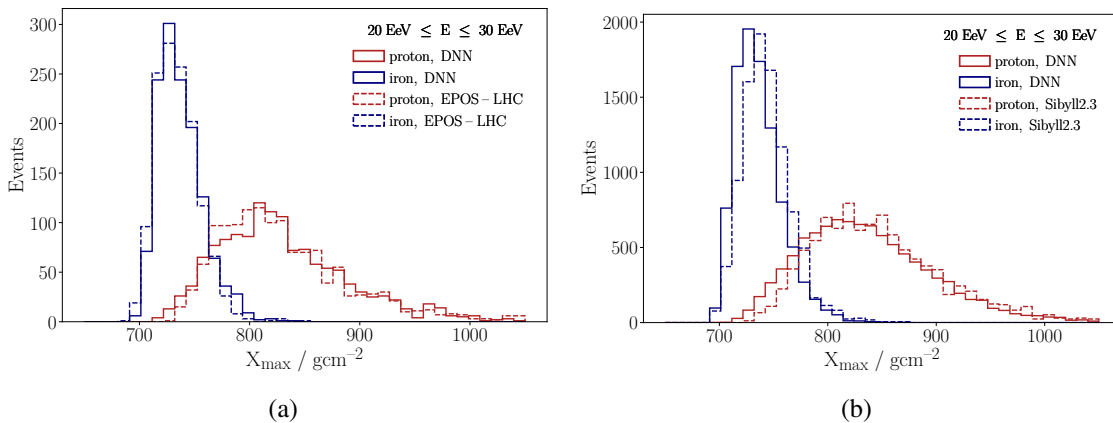 20 EeV ≤ E ≤ 30 EeV
proton, DNN
iron, DNN
proton, EPOS – LHC
iron, EPOS – LHC
300
250
200
150
100
50
0
Events
700
800
900
1000
X_max / gcm⁻²
(a)
20 EeV ≤ E ≤ 30 EeV
proton, DNN
iron, DNN
proton, Sibyll2.3
iron, Sibyll2.3
2000
1500
1000
500
0
Events
700
800
900
1000
X_max / gcm⁻²
(b)